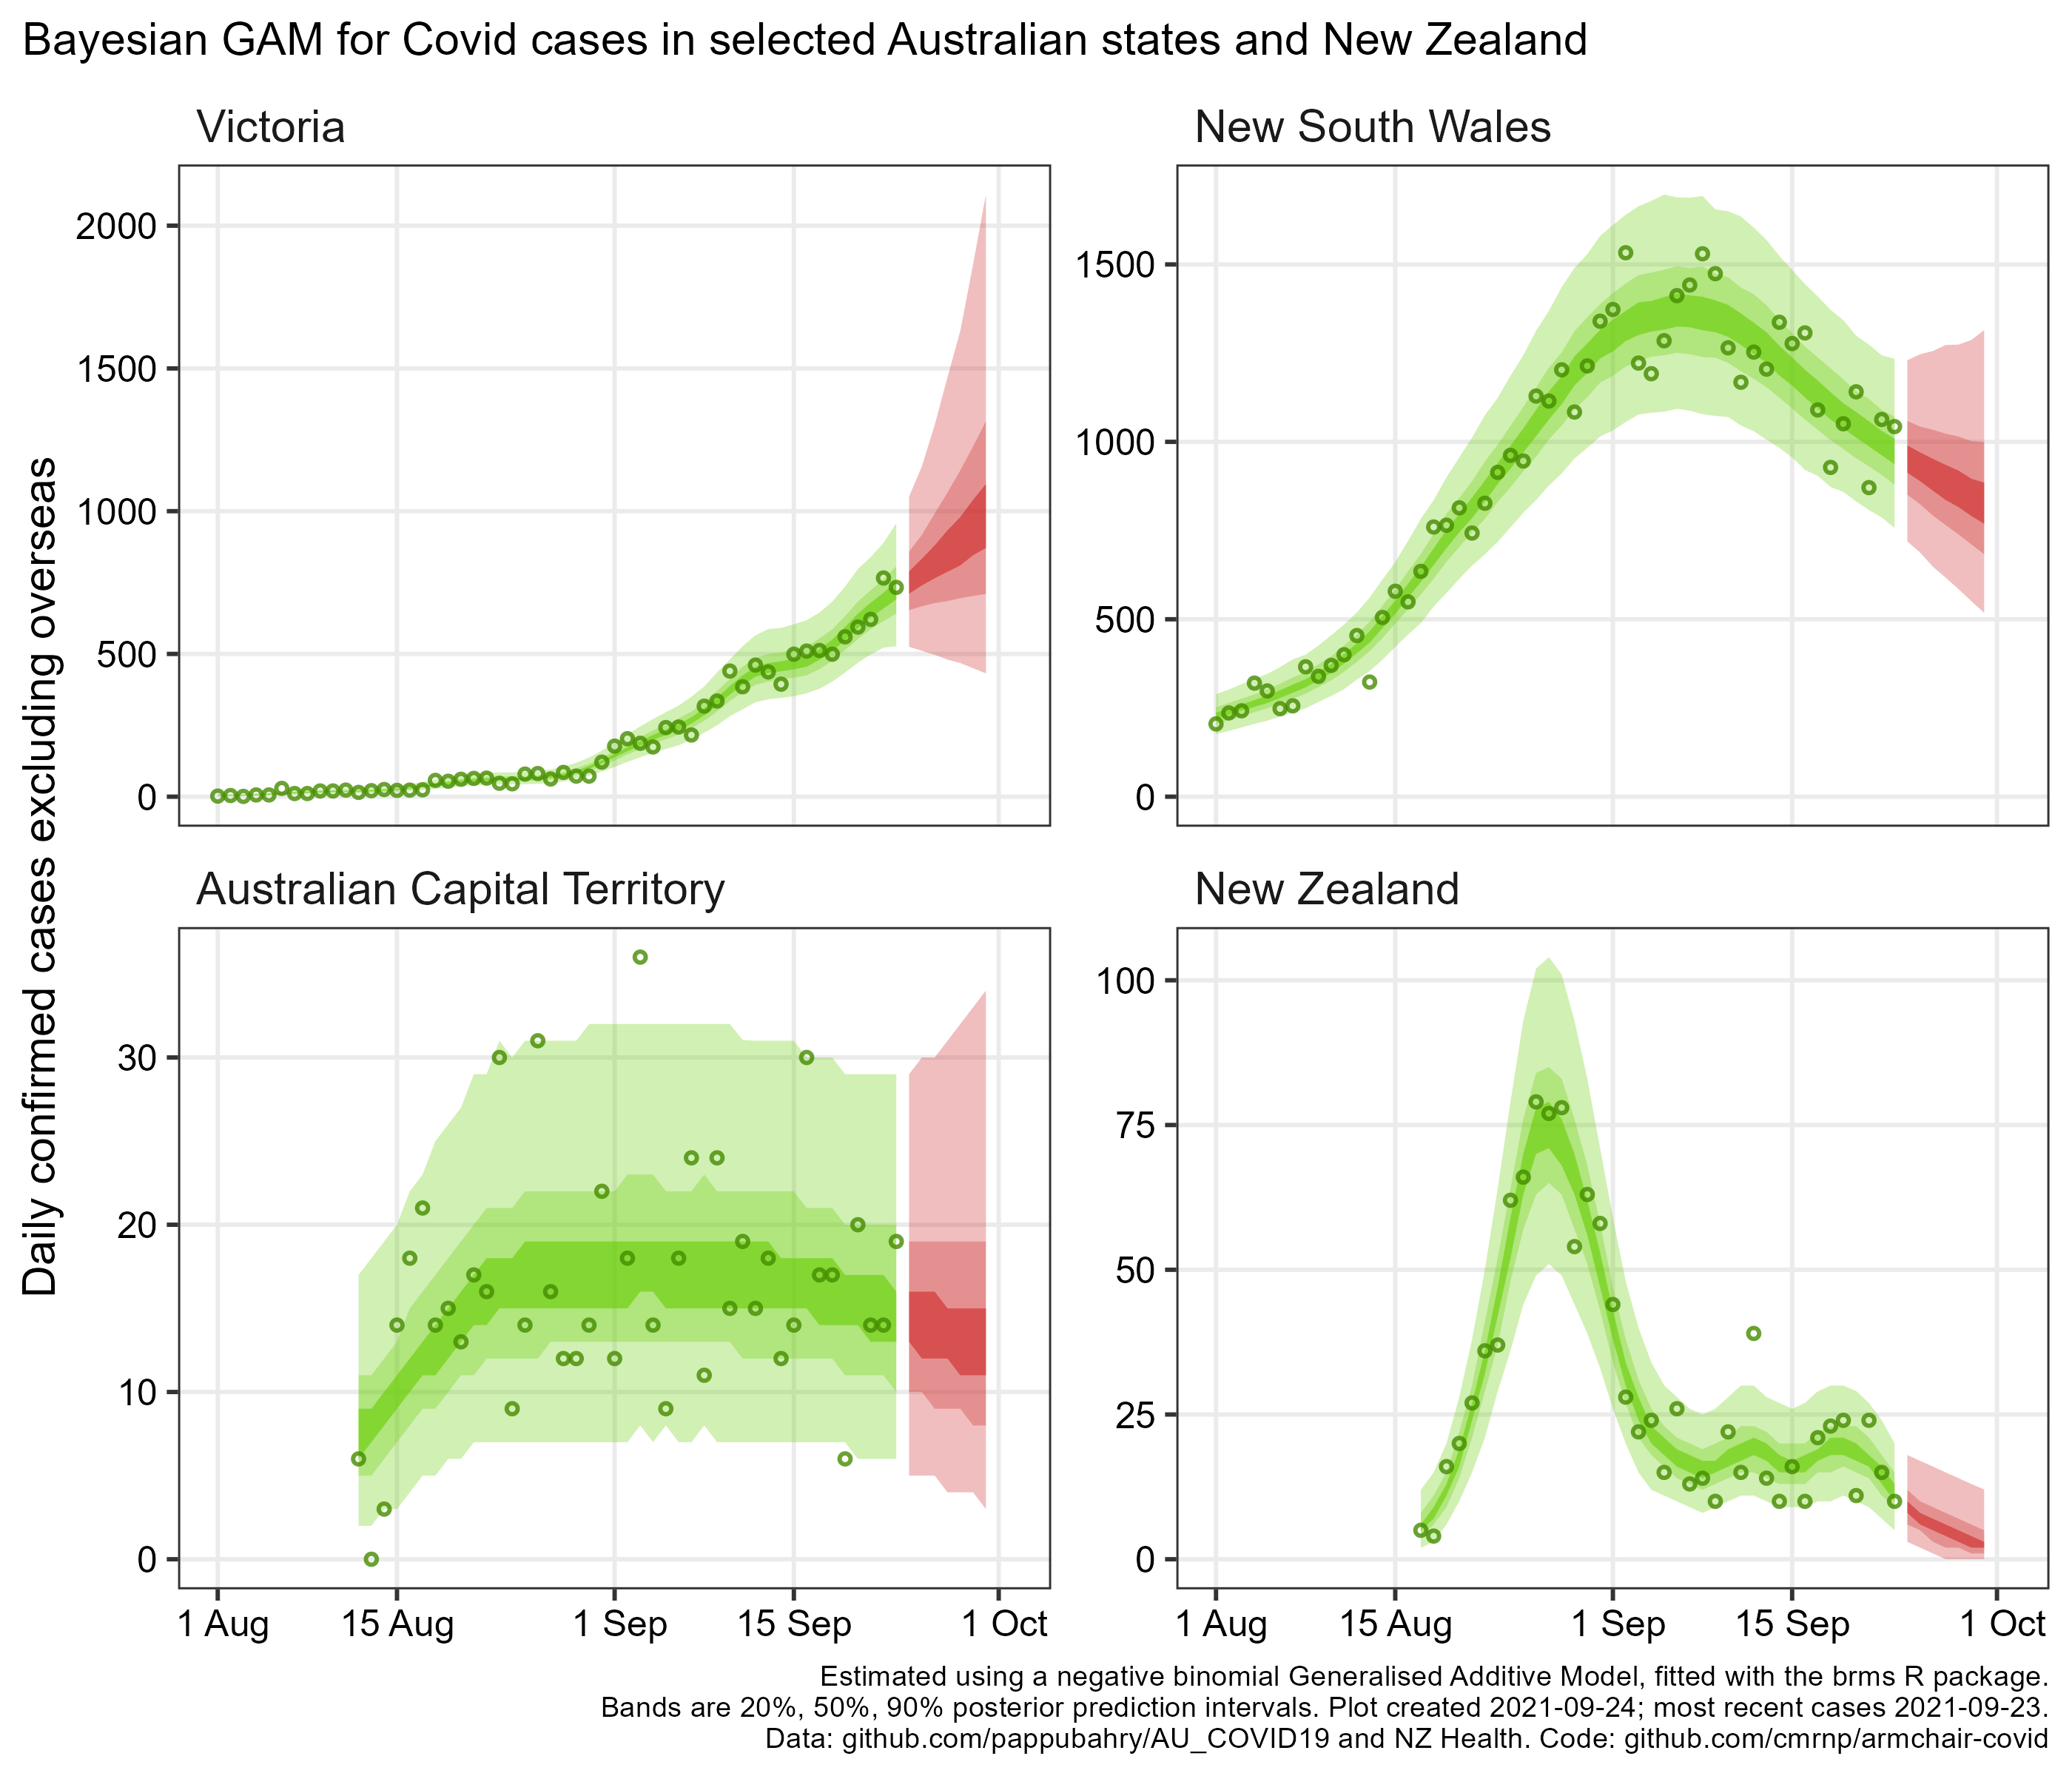 Bayesian GAM for Covid cases in selected Australian states and New Zealand
Daily confirmed cases excluding overseas
Victoria
2000
1500
1000
500
0
New South Wales
1500
1000
500
0
Australian Capital Territory
30
20
10
0
1 Aug 15 Aug 1 Sep 15 Sep 1 Oct
New Zealand
100
75
50
25
0
1 Aug 15 Aug 1 Sep 15 Sep 1 Oct
Estimated using a negative binomial Generalised Additive Model, fitted with the brms R package.
Bands are 20%, 50%, 90% posterior prediction intervals. Plot created 2021-09-24; most recent cases 2021-09-23.
Data: github.com/pappubahry/AU_COVID19 and NZ Health. Code: github.com/cmrnp/armchair-covid